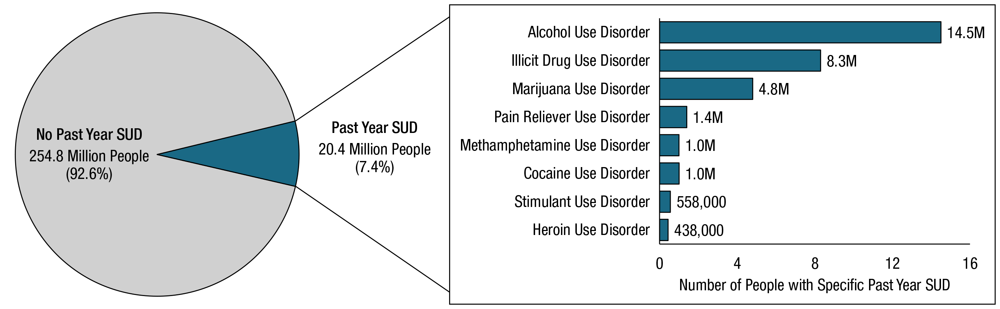 No Past Year SUD
254.8 Million People
(92.6%)
Past Year SUD
20.4 Million People
(7.4%)
Alcohol Use Disorder 14.5M
Illicit Drug Use Disorder 8.3M
Marijuana Use Disorder 4.8M
Pain Reliever Use Disorder 1.4M
Methamphetamine Use Disorder 1.0M
Cocaine Use Disorder 1.0M
Stimulant Use Disorder 558,000
Heroin Use Disorder 438,000
0 4 8 12 16
Number of People with Specific Past Year SUD